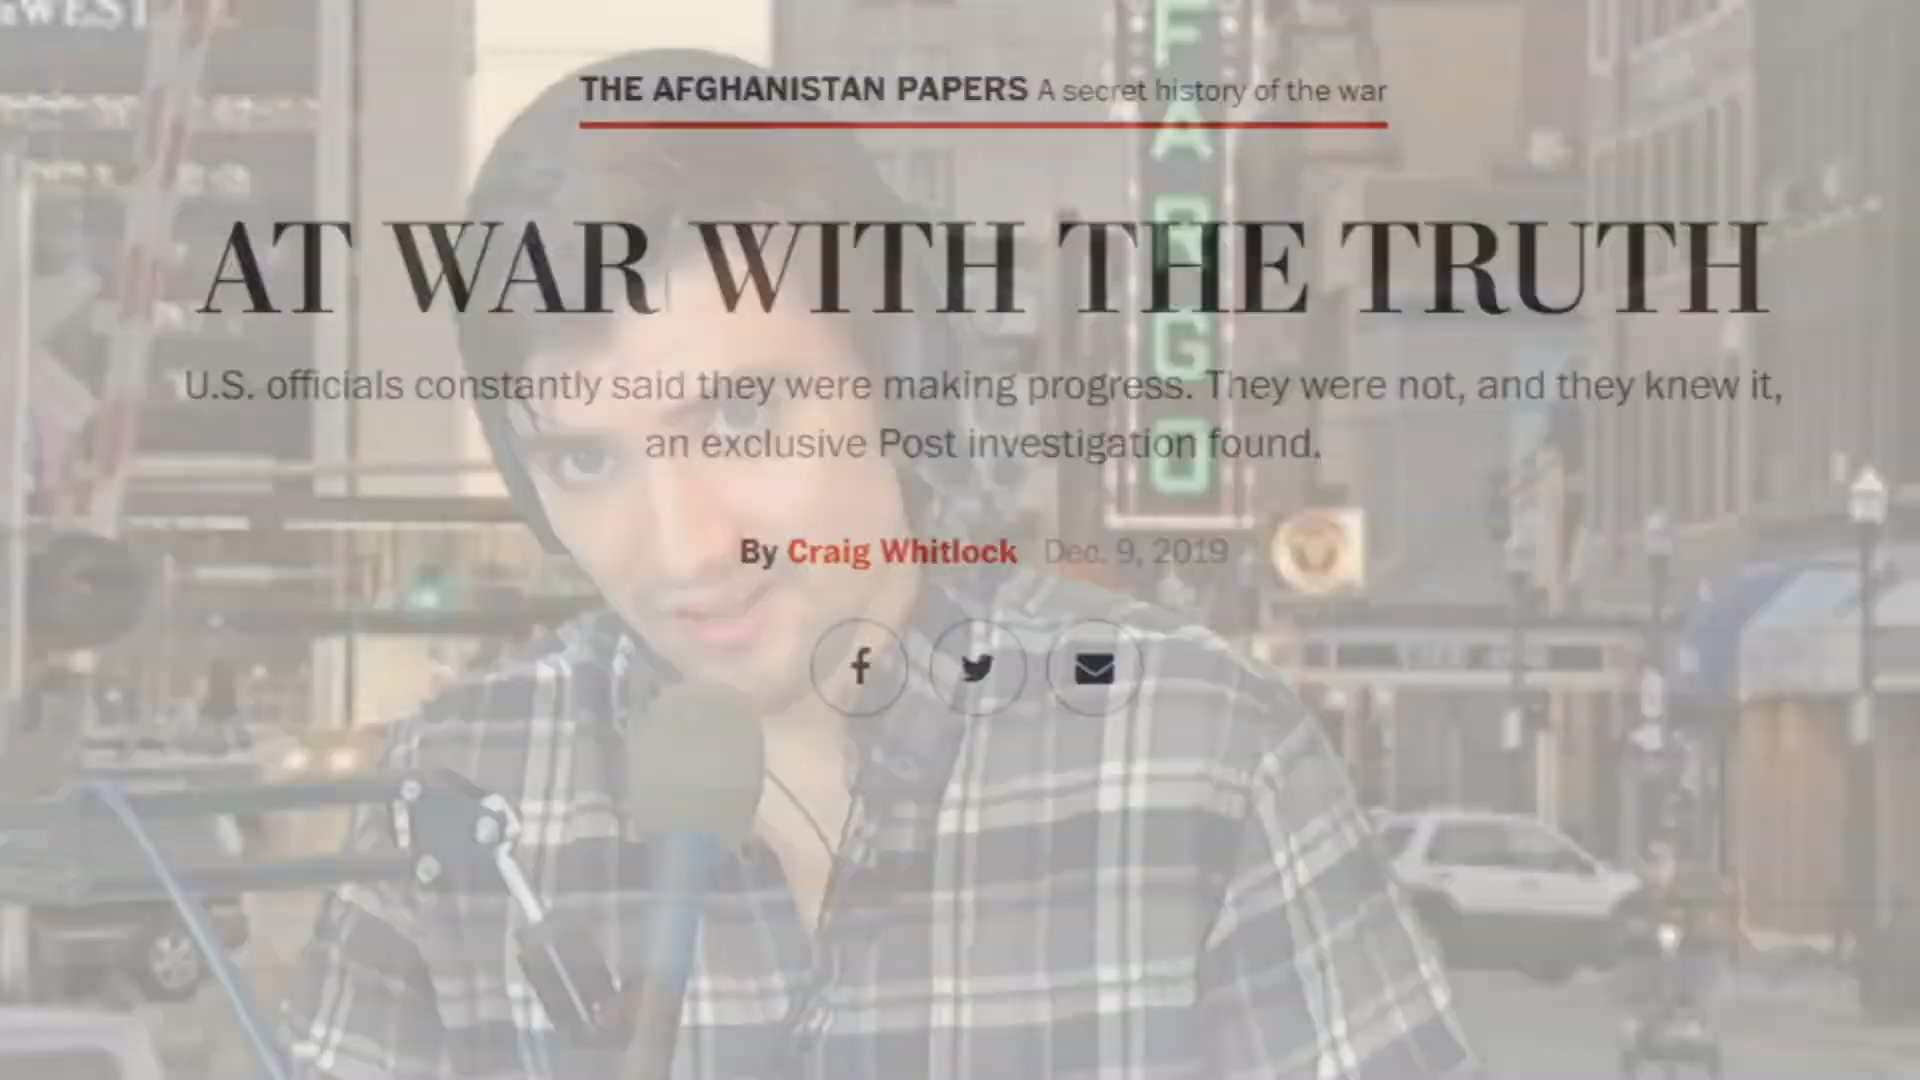 THE AFGHANISTAN PAPERS A secret history of the war
AT WAR WITH THE TRUTH
U.S. officials constantly said they were making progress. They were not, and they knew it,
an exclusive Post investigation found.
By Craig Whitlock Dec. 9, 2019
FARGO